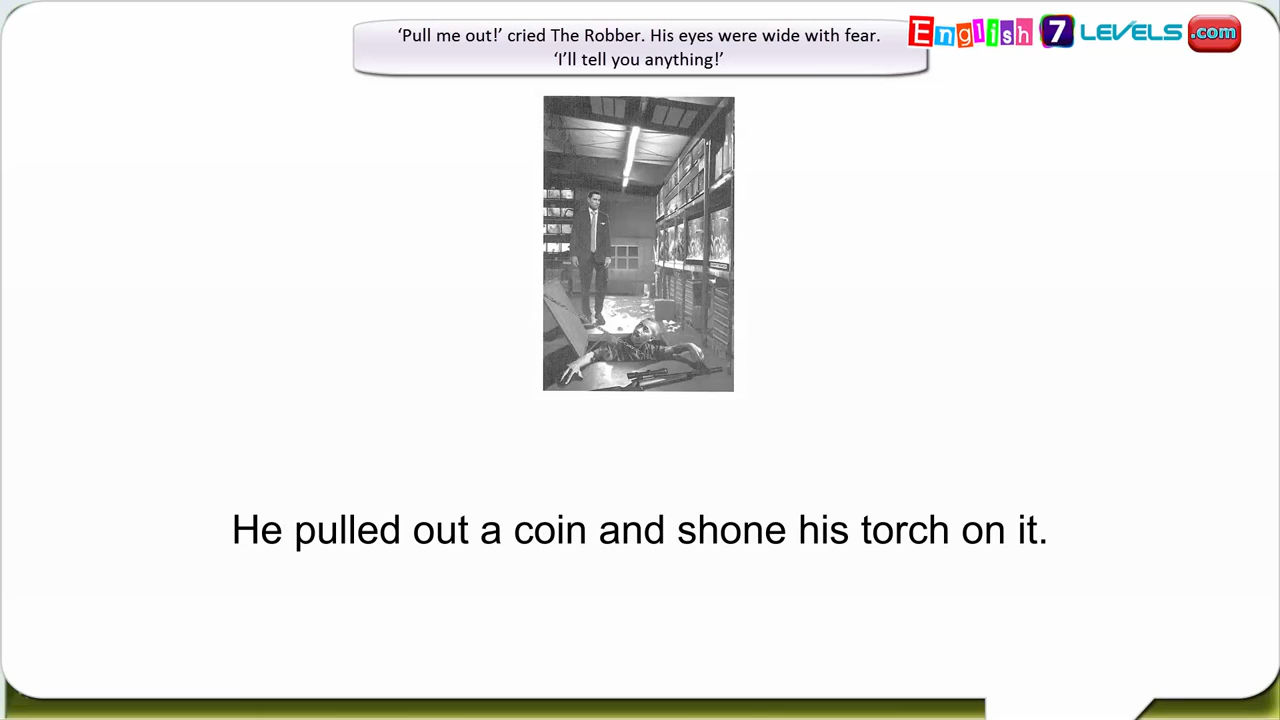 ‘Pull me out!’ cried The Robber. His eyes were wide with fear.
‘I’ll tell you anything!’
English 7 LEVELS .com
He pulled out a coin and shone his torch on it.